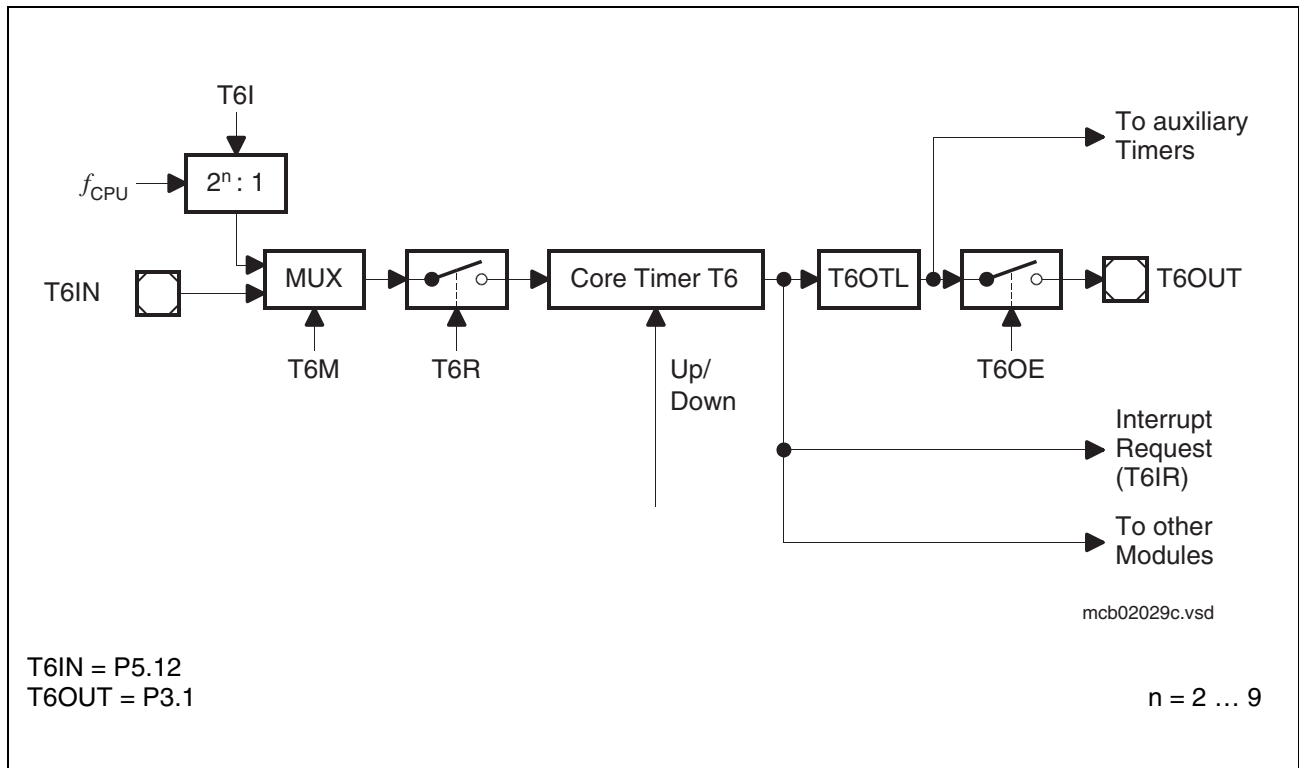 T6I
To auxiliary
Timers
fCPU
2ⁿ : 1
T6IN
MUX
Core Timer T6
T6OTL
T6OUT
T6M
T6R
Up/
Down
T6OE
Interrupt
Request
(T6IR)
To other
Modules
mcb02029c.vsd
T6IN = P5.12
T6OUT = P3.1
n = 2 … 9